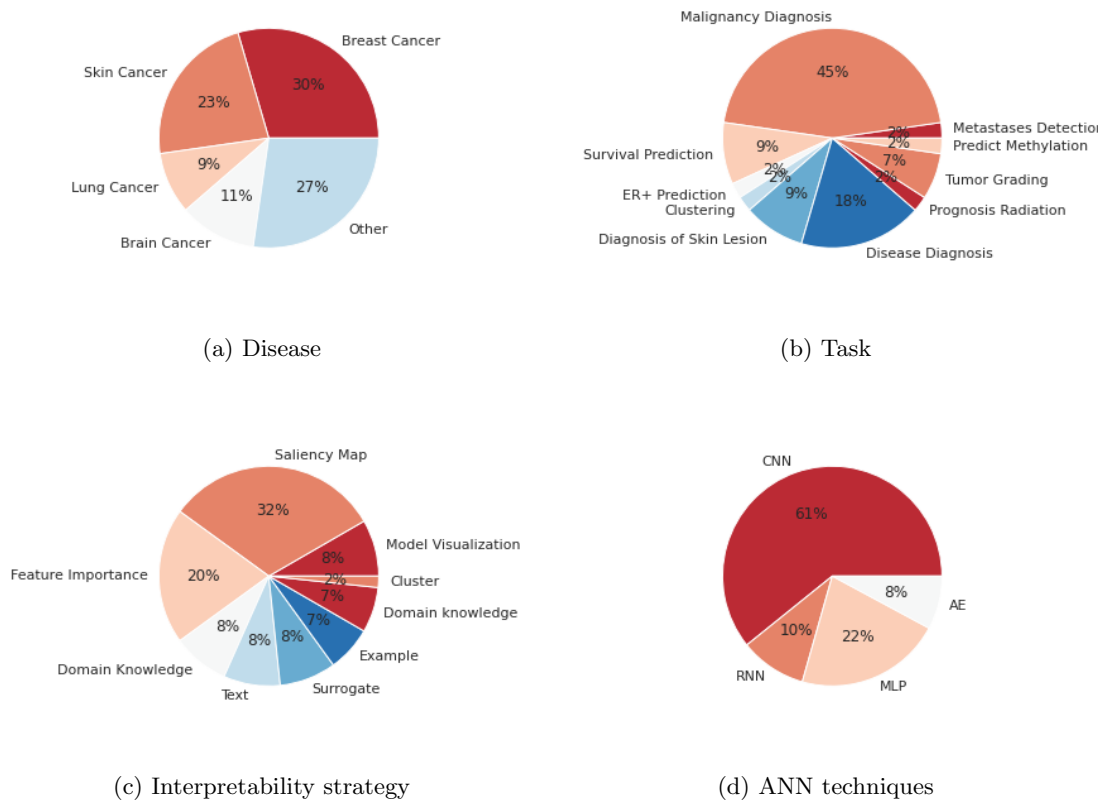 Breast Cancer
30%
Skin Cancer
23%
Lung Cancer
9%
Brain Cancer
11%
Other
27%
(a) Disease
Malignancy Diagnosis
45%
Metastases Detection
2%
Predict Methylation
2%
Tumor Grading
7%
Prognosis Radiation
2%
Survival Prediction
9%
ER+ Prediction
2%
Clustering
2%
Diagnosis of Skin Lesion
9%
Disease Diagnosis
18%
(b) Task
Saliency Map
32%
Model Visualization
8%
Cluster
2%
Domain knowledge
7%
Example
7%
Feature Importance
20%
Domain Knowledge
8%
Text
8%
Surrogate
8%
(c) Interpretability strategy
CNN
61%
RNN
10%
MLP
22%
AE
8%
(d) ANN techniques